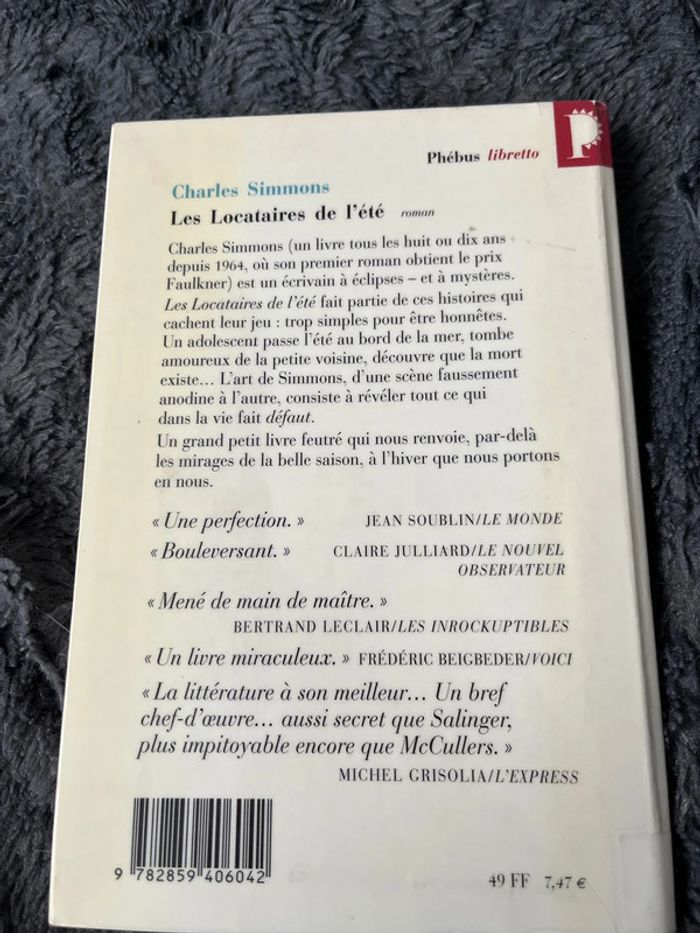 Phébus libretto
P
Charles Simmons
Les Locataires de l'été roman
Charles Simmons (un livre tous les huit ou dix ans
depuis 1964, où son premier roman obtient le prix
Faulkner) est un écrivain à éclipses – et à mystères.
Les Locataires de l'été fait partie de ces histoires qui
cachent leur jeu : trop simples pour être honnêtes.
Un adolescent passe l'été au bord de la mer, tombe
amoureux de la petite voisine, découvre que la mort
existe... L'art de Simmons, d'une scène faussement
anodine à l'autre, consiste à révéler tout ce qui
dans la vie fait défaut.
Un grand petit livre feutré qui nous renvoie, par-delà
les mirages de la belle saison, à l'hiver que nous portons
en nous.
« Une perfection. » JEAN SOUBLIN/LE MONDE
« Bouleversant. » CLAIRE JULLIARD/LE NOUVEL
OBSERVATEUR
« Mené de main de maître. »
BERTRAND LECLAIR/LES INROCKUPTIBLES
« Un livre miraculeux. » FRÉDÉRIC BEIGBEDER/VOICI
« La littérature à son meilleur... Un bref
chef-d'œuvre... aussi secret que Salinger,
plus impitoyable encore que McCullers. »
MICHEL GRISOLIA/L'EXPRESS
9 782859 406042
49 FF 7,47 €